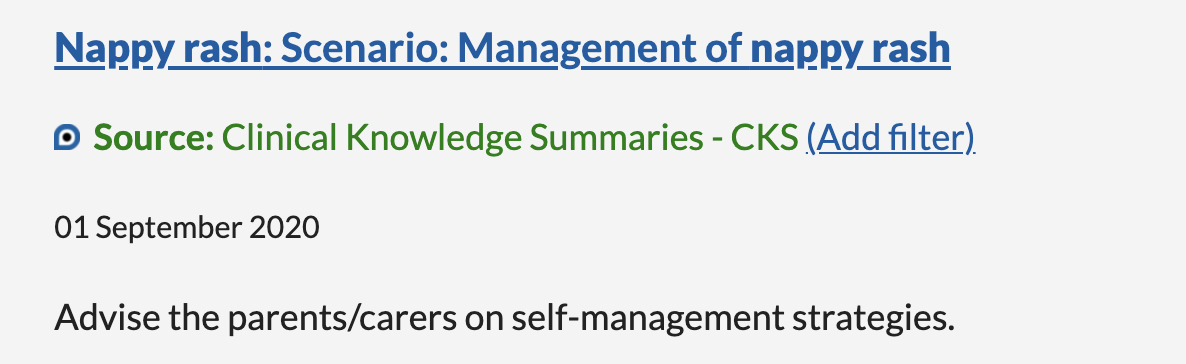 Nappy rash: Scenario: Management of nappy rash
Source: Clinical Knowledge Summaries - CKS (Add filter)
01 September 2020
Advise the parents/carers on self-management strategies.